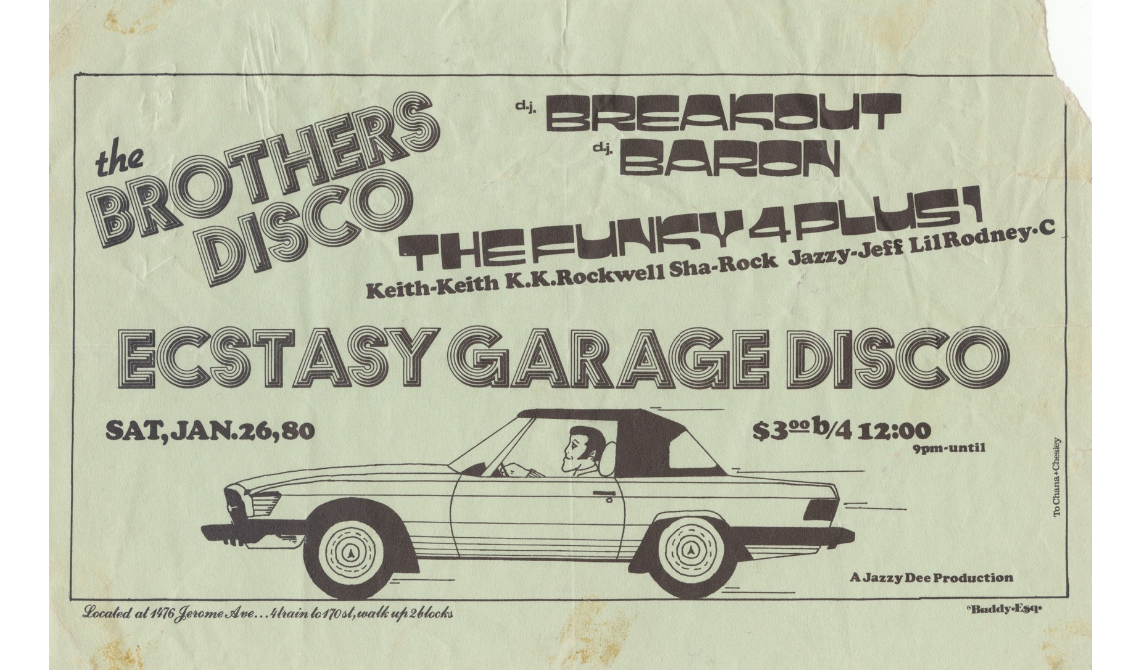 the
BROTHERS
DISCO
d.j. BREAKOUT
d.j. BARON
THE FUNKY 4 PLUS 1
Keith-Keith K.K.Rockwell Sha-Rock Jazzy-Jeff Lil Rodney·C
ECSTASY GARAGE DISCO
SAT, JAN.26,80
$3⁰⁰ b/4 12:00
9pm-until
To Chana+Chesley
A Jazzy Dee Production
Located at 1476 Jerome Ave...4 train to 170 st, walk up 2 blocks
°Buddy·Esq·